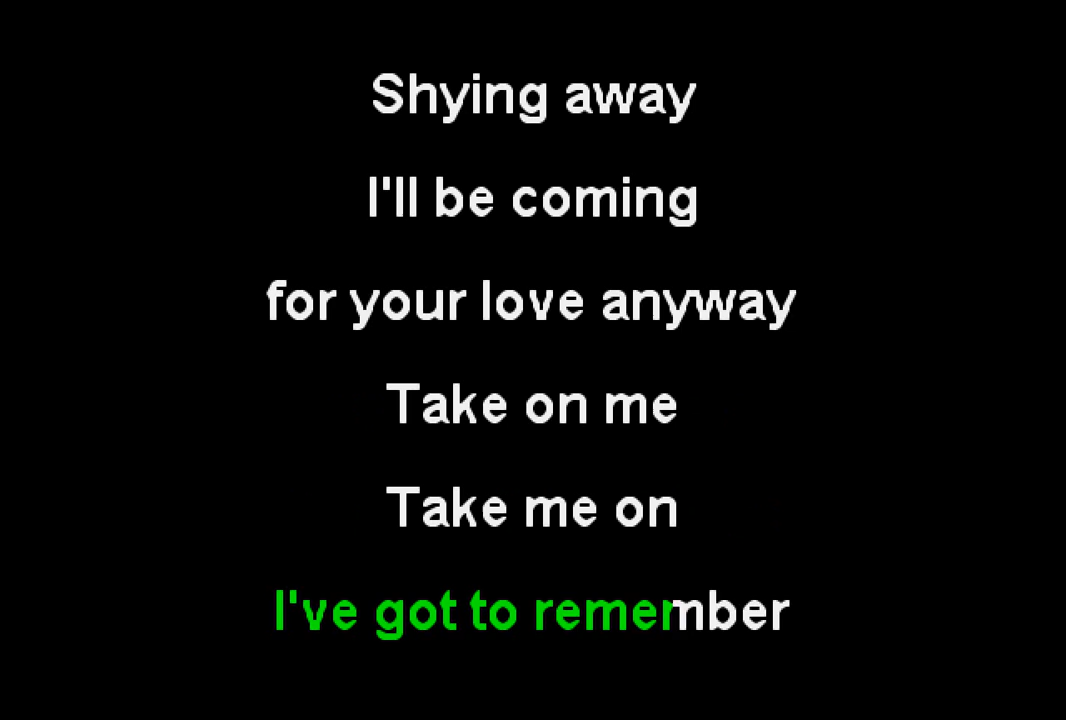 Shying away
I'll be coming
for your love anyway
Take on me
Take me on
I've got to remember